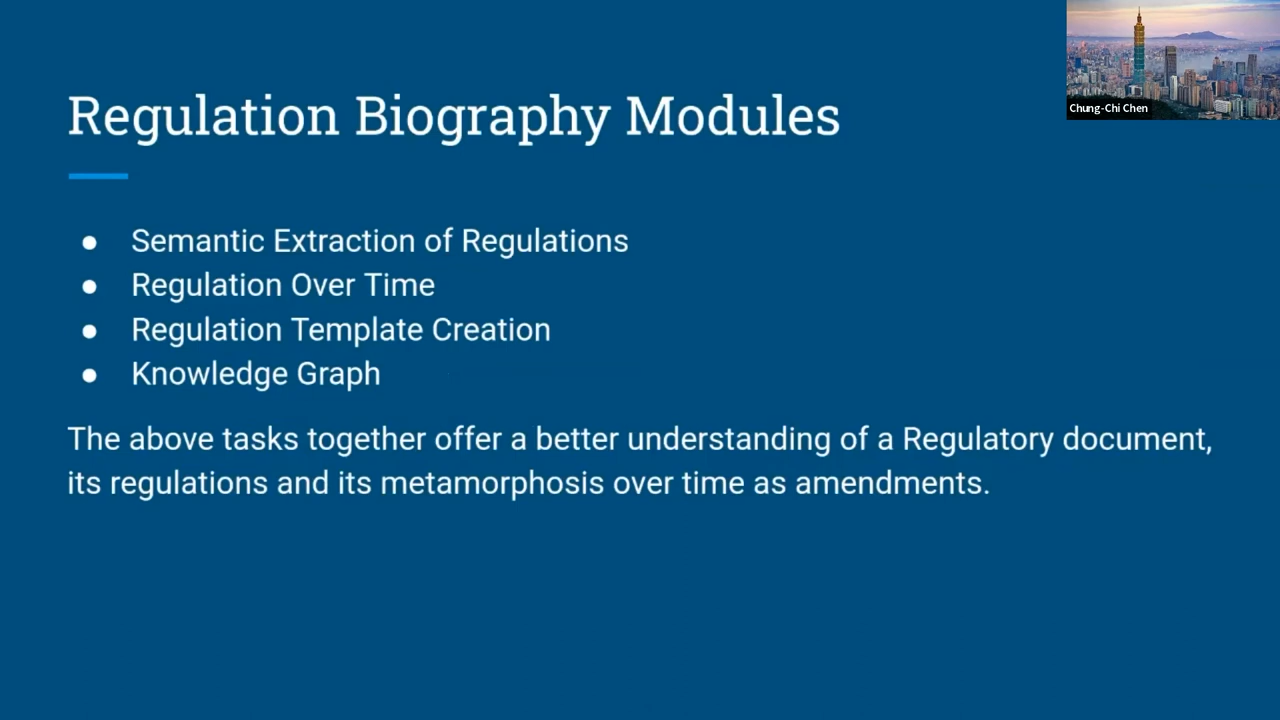 Regulation Biography Modules
Chung-Chi Chen
● Semantic Extraction of Regulations
● Regulation Over Time
● Regulation Template Creation
● Knowledge Graph
The above tasks together offer a better understanding of a Regulatory document,
its regulations and its metamorphosis over time as amendments.